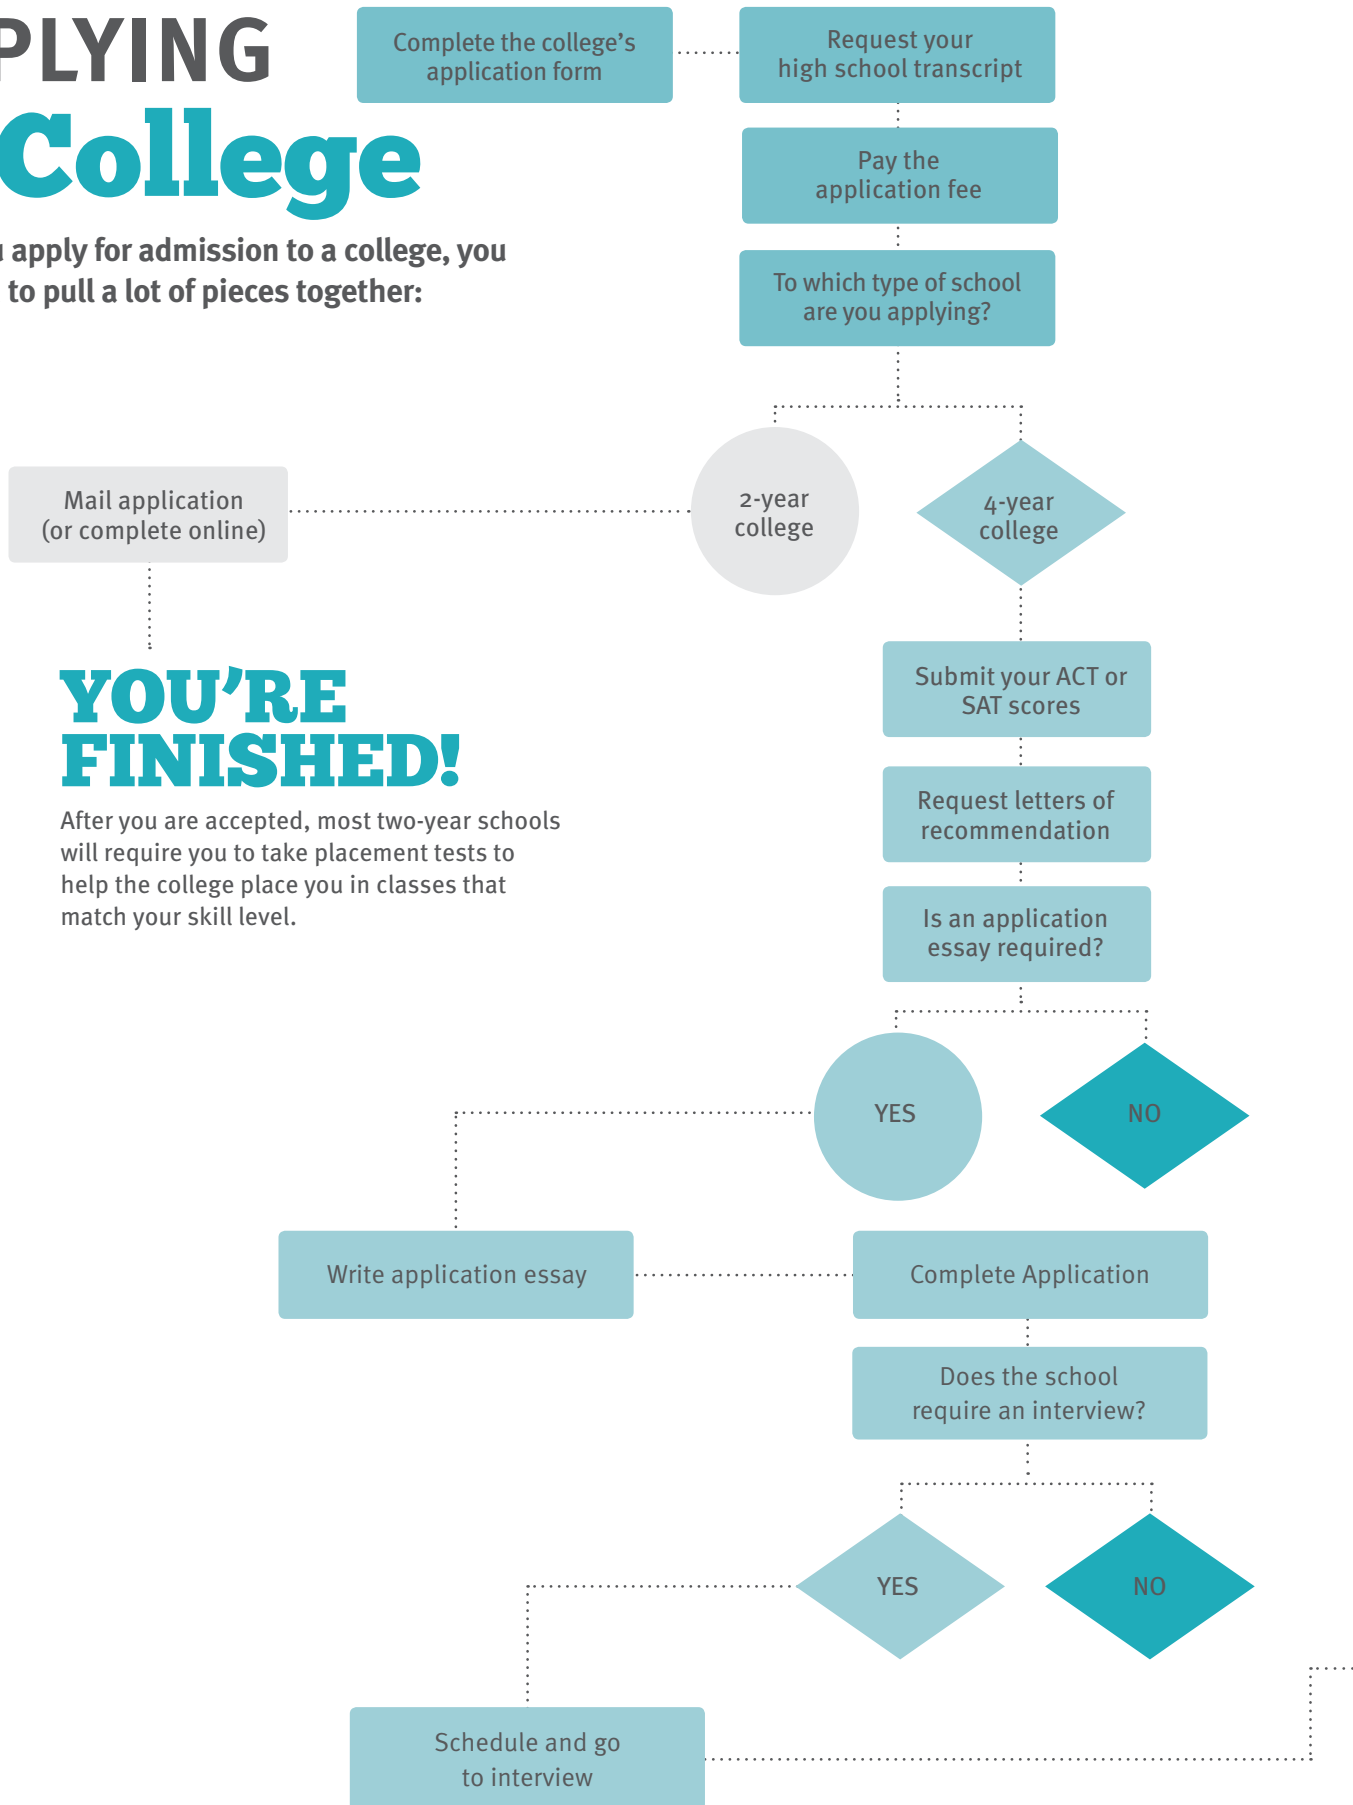 PLYING
College
u apply for admission to a college, you
to pull a lot of pieces together:
Complete the college's
application form
Request your
high school transcript
Pay the
application fee
To which type of school
are you applying?
2-year
college
4-year
college
Mail application
(or complete online)
YOU'RE
FINISHED!
After you are accepted, most two-year schools
will require you to take placement tests to
help the college place you in classes that
match your skill level.
Submit your ACT or
SAT scores
Request letters of
recommendation
Is an application
essay required?
YES
NO
Write application essay
Complete Application
Does the school
require an interview?
YES
NO
Schedule and go
to interview